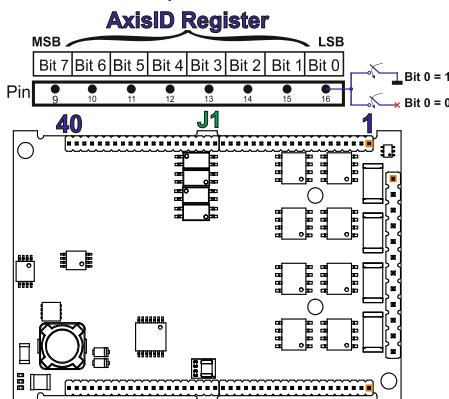 AxisID Register
MSB LSB
Bit 7 Bit 6 Bit 5 Bit 4 Bit 3 Bit 2 Bit 1 Bit 0
Bit 0 = 1
Pin 9 10 11 12 13 14 15 16
Bit 0 = 0
40 J1 1